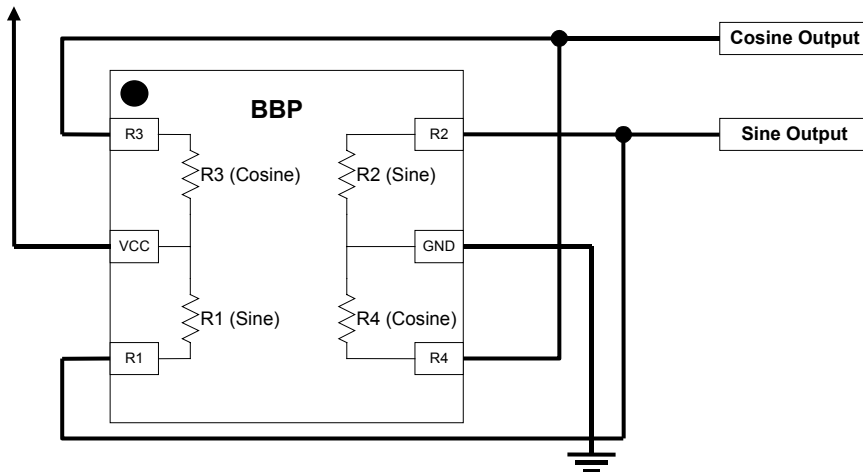 Cosine Output
BBP
R3
R2
Sine Output
R3 (Cosine)
R2 (Sine)
VCC
GND
R1 (Sine)
R4 (Cosine)
R1
R4